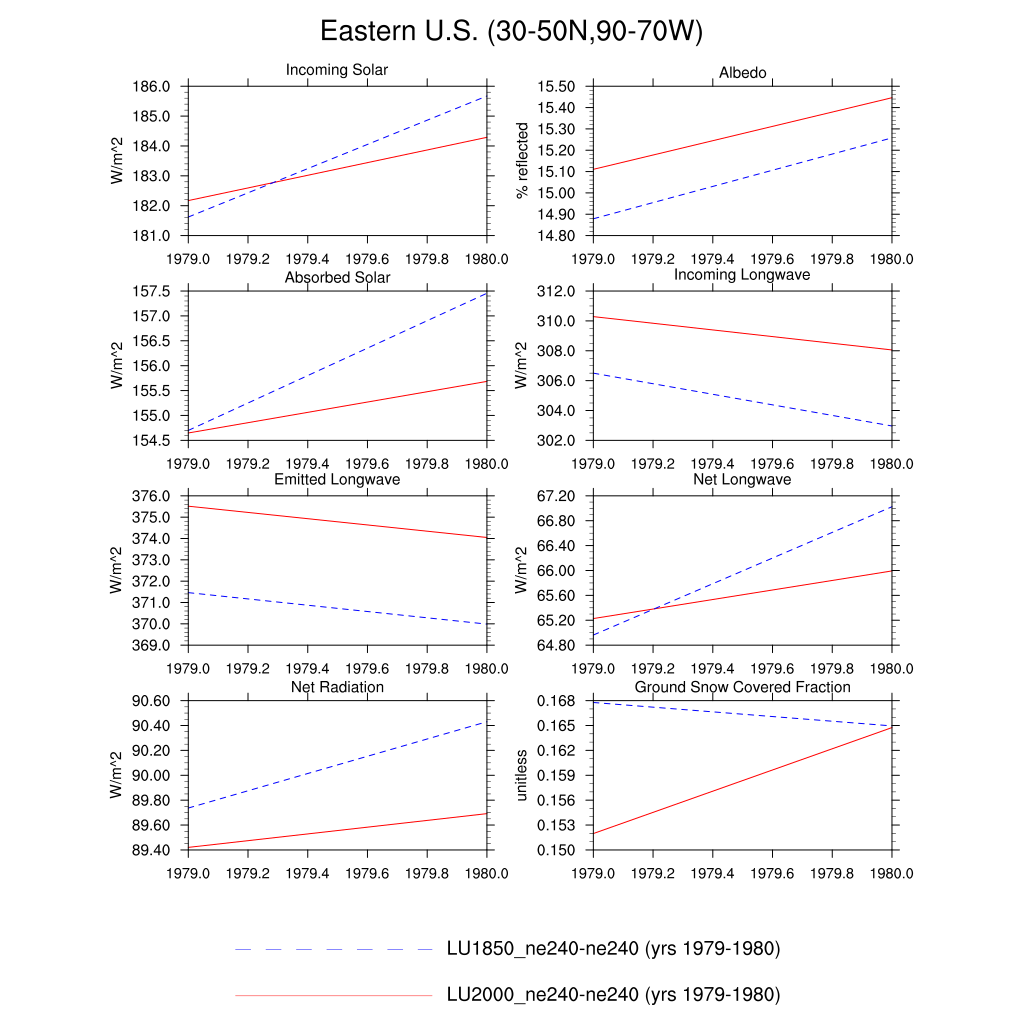 Eastern U.S. (30-50N,90-70W)
Incoming Solar
W/m^2
186.0
185.0
184.0
183.0
182.0
181.0
1979.0 1979.2 1979.4 1979.6 1979.8 1980.0
Albedo
% reflected
15.50
15.40
15.30
15.20
15.10
15.00
14.90
14.80
1979.0 1979.2 1979.4 1979.6 1979.8 1980.0
Absorbed Solar
W/m^2
157.5
157.0
156.5
156.0
155.5
155.0
154.5
1979.0 1979.2 1979.4 1979.6 1979.8 1980.0
Incoming Longwave
W/m^2
312.0
310.0
308.0
306.0
304.0
302.0
1979.0 1979.2 1979.4 1979.6 1979.8 1980.0
Emitted Longwave
W/m^2
376.0
375.0
374.0
373.0
372.0
371.0
370.0
369.0
1979.0 1979.2 1979.4 1979.6 1979.8 1980.0
Net Longwave
W/m^2
67.20
66.80
66.40
66.00
65.60
65.20
64.80
1979.0 1979.2 1979.4 1979.6 1979.8 1980.0
Net Radiation
W/m^2
90.60
90.40
90.20
90.00
89.80
89.60
89.40
1979.0 1979.2 1979.4 1979.6 1979.8 1980.0
Ground Snow Covered Fraction
unitless
0.168
0.165
0.162
0.159
0.156
0.153
0.150
1979.0 1979.2 1979.4 1979.6 1979.8 1980.0
LU1850_ne240-ne240 (yrs 1979-1980)
LU2000_ne240-ne240 (yrs 1979-1980)